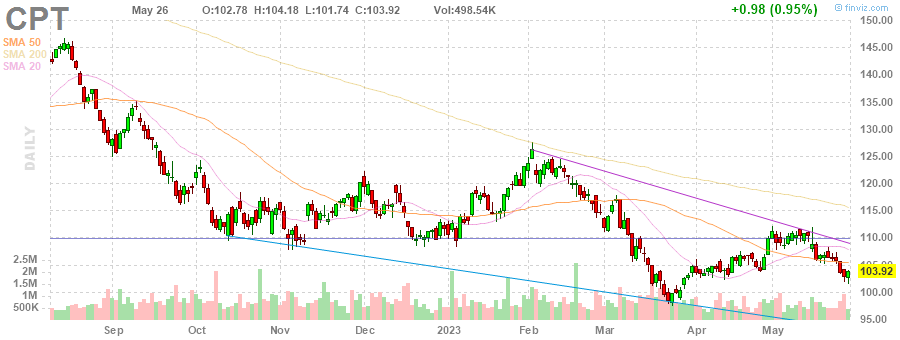 CPT
May 26 O:102.78 H:104.18 L:101.74 C:103.92 Vol:498.54K
+0.98 (0.95%)
© finviz.com
SMA 50
SMA 200
SMA 20
DAILY
150.00
145.00
140.00
135.00
130.00
125.00
120.00
115.00
110.00
105.00
103.92
100.00
95.00
2.5M
2M
1.5M
1M
500K
Sep Oct Nov Dec 2023 Feb Mar Apr May